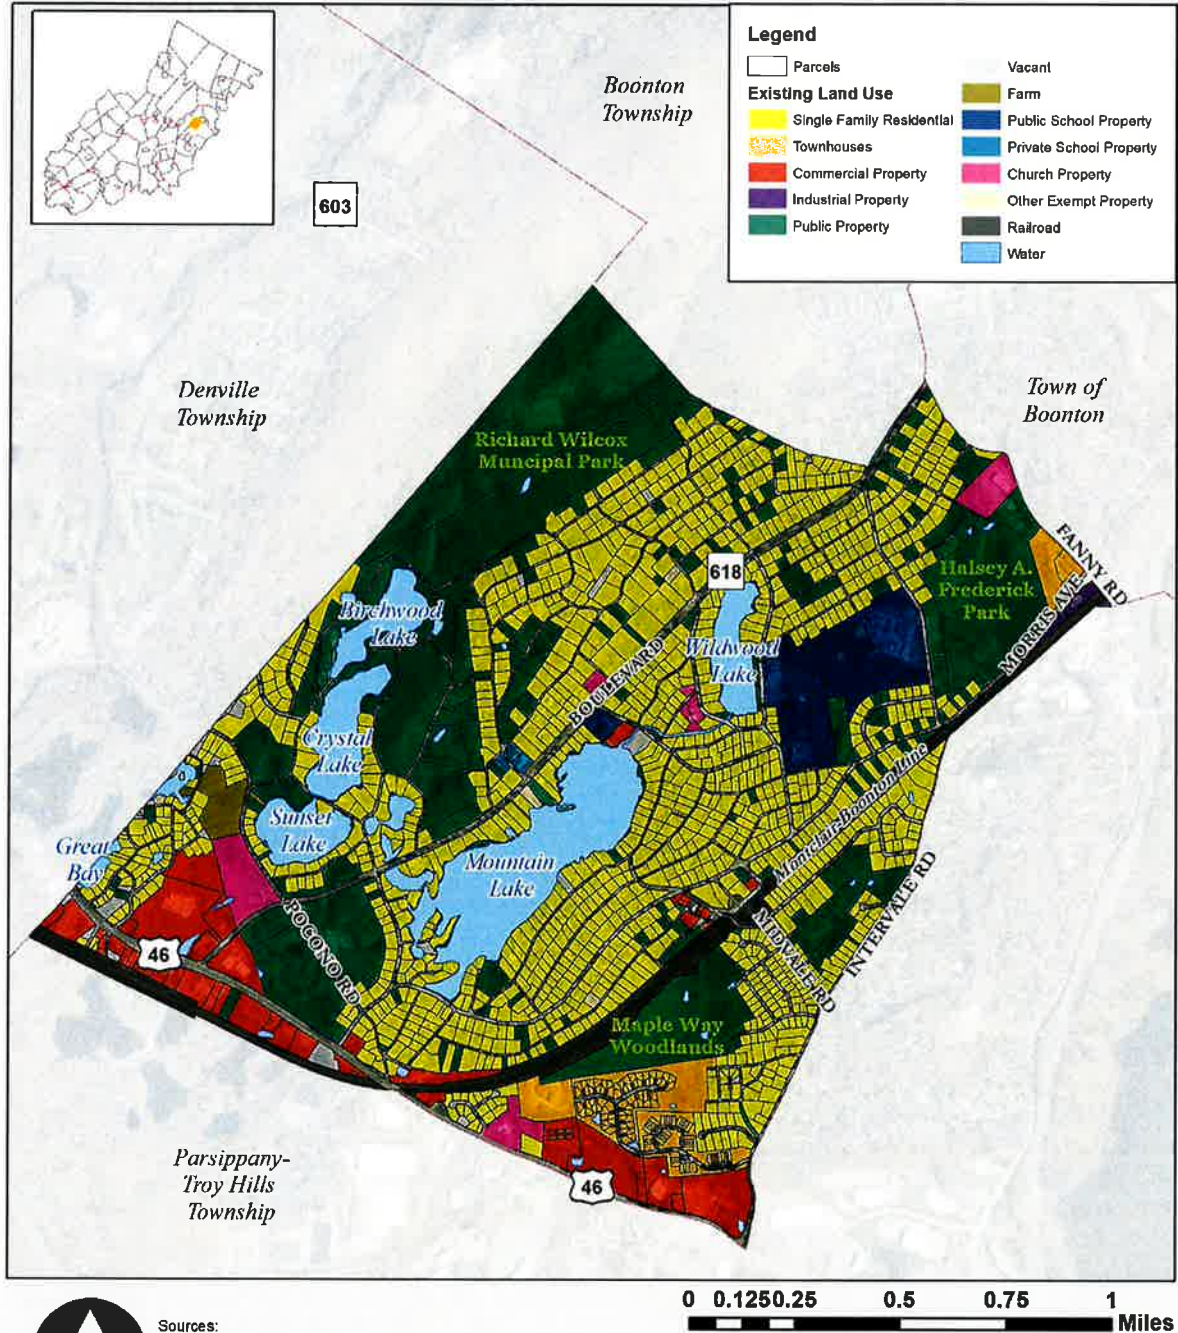 Legend
Parcels
Existing Land Use
Single Family Residential
Townhouses
Commercial Property
Industrial Property
Public Property
Vacant
Farm
Public School Property
Private School Property
Church Property
Other Exempt Property
Railroad
Water
Boonton
Township
603
Denville
Township
Town of
Boonton
Richard Wilcox
Muncipal Park
618
Halsey A.
Frederick
Park
FANNY RD
MORRIS AVE
Birchwood
Lake
Wildwood
Lake
BOULEVARD
Crystal
Lake
Sunset
Lake
Great
Bay
Mountain
Lake
Montclair-Boonton Line
INTERVALE RD
MIDVALE RD
POCONO RD
46
Maple Way
Woodlands
46
Parsippany-
Troy Hills
Township
0 0.125 0.25 0.5 0.75 1
Miles
Sources: